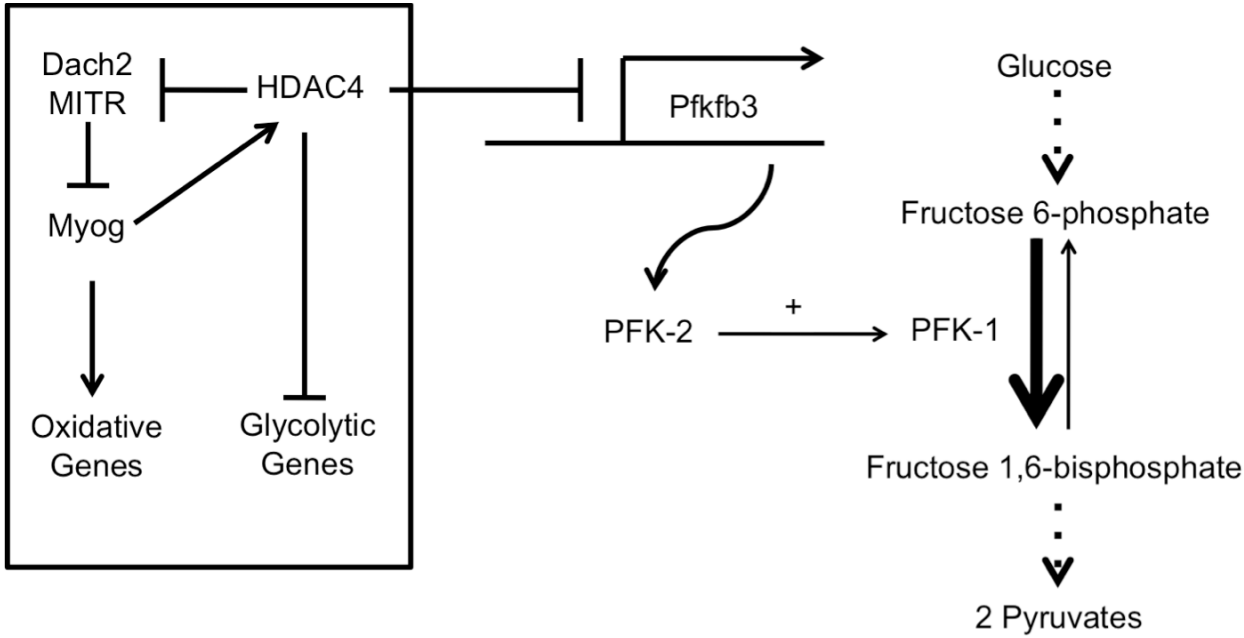 Dach2
MITR
HDAC4
Myog
Oxidative
Genes
Glycolytic
Genes
Pfkfb3
PFK-2
+
PFK-1
Glucose
Fructose 6-phosphate
Fructose 1,6-bisphosphate
2 Pyruvates